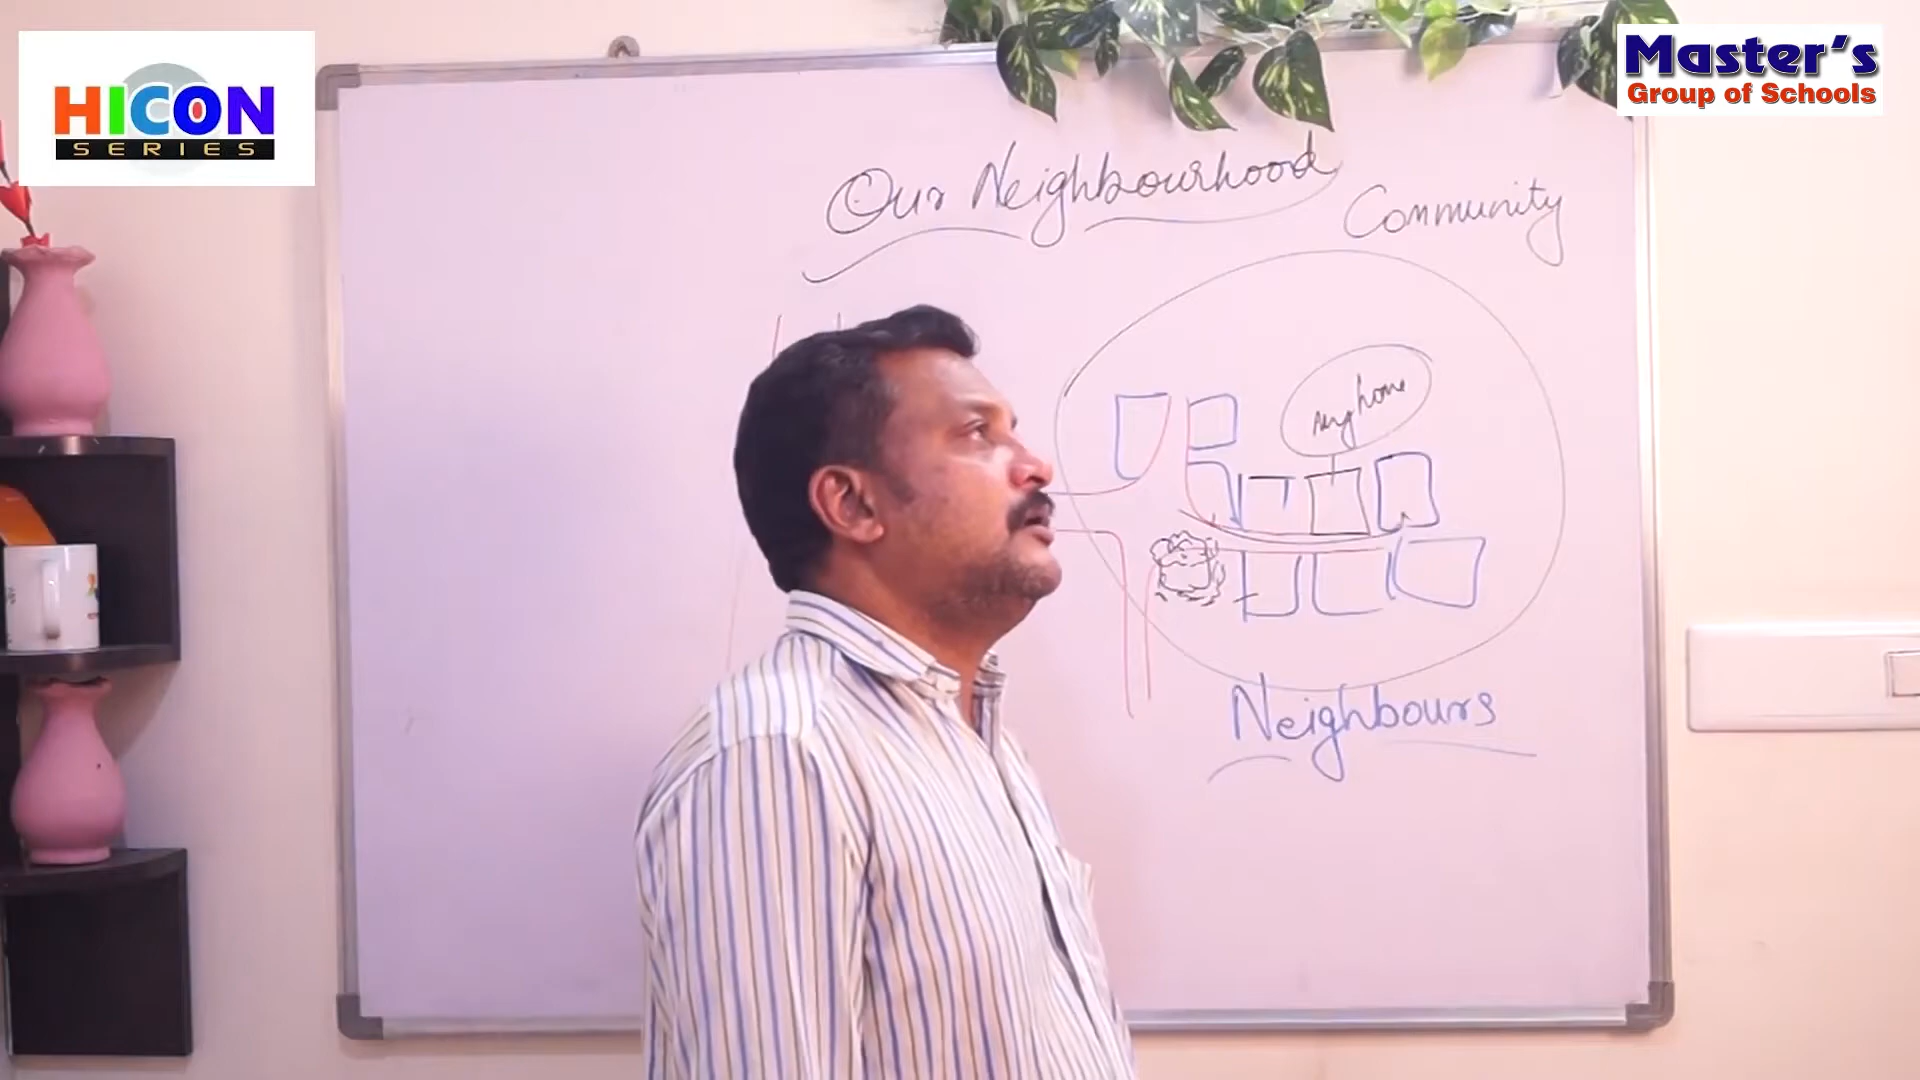 HICON
SERIES
Master's
Group of Schools
Our Neighbourhood
Community
my home
Neighbours